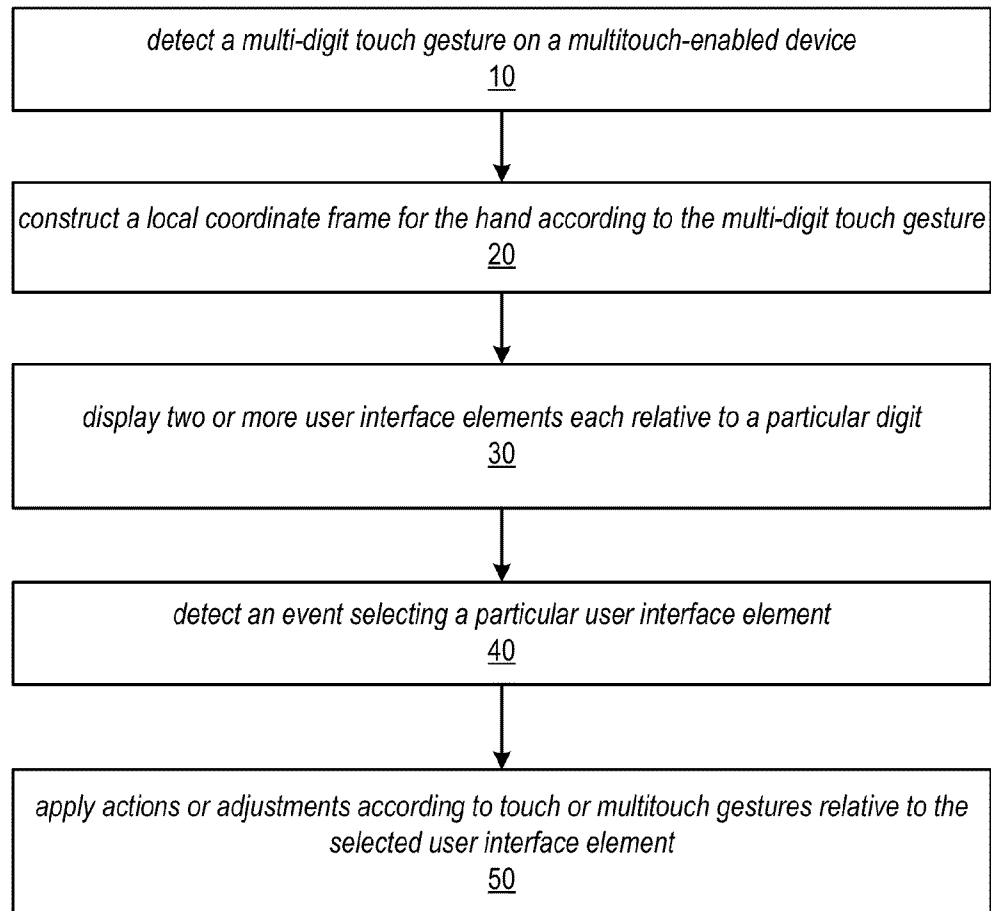 detect a multi-digit touch gesture on a multitouch-enabled device
10
construct a local coordinate frame for the hand according to the multi-digit touch gesture
20
display two or more user interface elements each relative to a particular digit
30
detect an event selecting a particular user interface element
40
apply actions or adjustments according to touch or multitouch gestures relative to the
selected user interface element
50